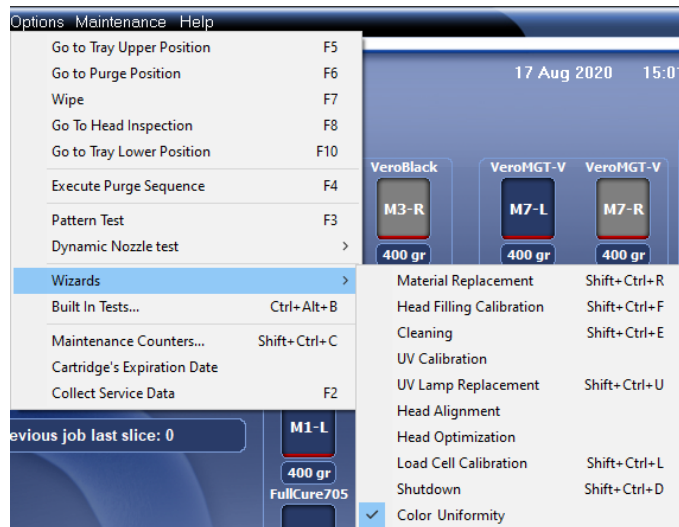 Options Maintenance Help
Go to Tray Upper Position F5
Go to Purge Position F6
Wipe F7
Go To Head Inspection F8
Go to Tray Lower Position F10
Execute Purge Sequence F4
Pattern Test F3
Dynamic Nozzle test >
Wizards >
Built In Tests... Ctrl+Alt+B
Maintenance Counters... Shift+Ctrl+C
Cartridge's Expiration Date
Collect Service Data F2
17 Aug 2020 15:0
VeroBlack VeroMGT-V VeroMGT-V
M3-R M7-L M7-R
400 gr 400 gr 400 gr
Material Replacement Shift+Ctrl+R
Head Filling Calibration Shift+Ctrl+F
Cleaning Shift+Ctrl+E
UV Calibration
UV Lamp Replacement Shift+Ctrl+U
Head Alignment
Head Optimization
Load Cell Calibration Shift+Ctrl+L
Shutdown Shift+Ctrl+D
✓ Color Uniformity
evious job last slice: 0
M1-L
400 gr
FullCure705